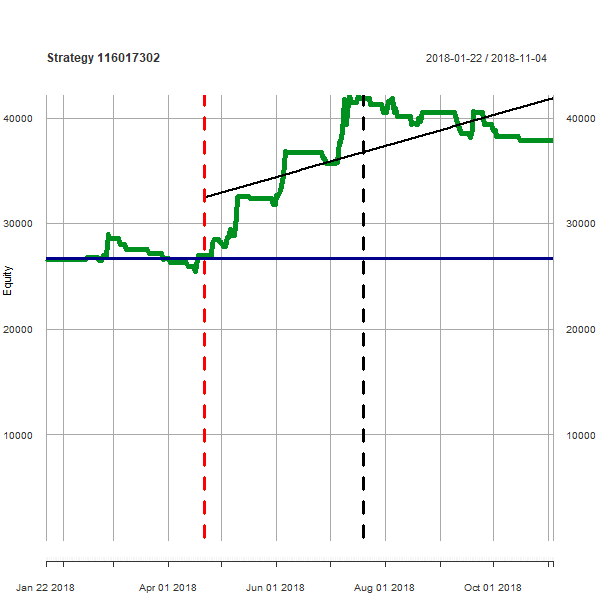 Strategy 116017302
2018-01-22 / 2018-11-04
40000 40000
30000 30000
Equity
20000 20000
10000 10000
Jan 22 2018 Apr 01 2018 Jun 01 2018 Aug 01 2018 Oct 01 2018